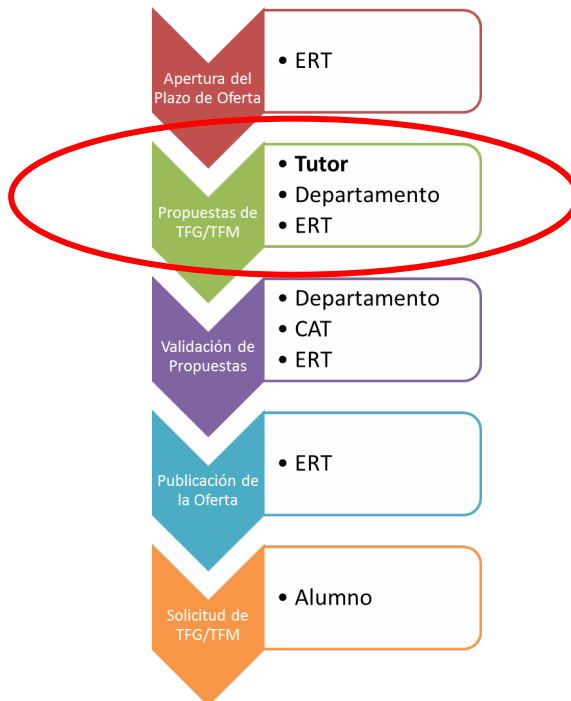 Apertura del
Plazo de Oferta
• ERT
Propuestas de
TFG/TFM
• Tutor
• Departamento
• ERT
Validación de
Propuestas
• Departamento
• CAT
• ERT
Publicación de
la Oferta
• ERT
Solicitud de
TFG/TFM
• Alumno